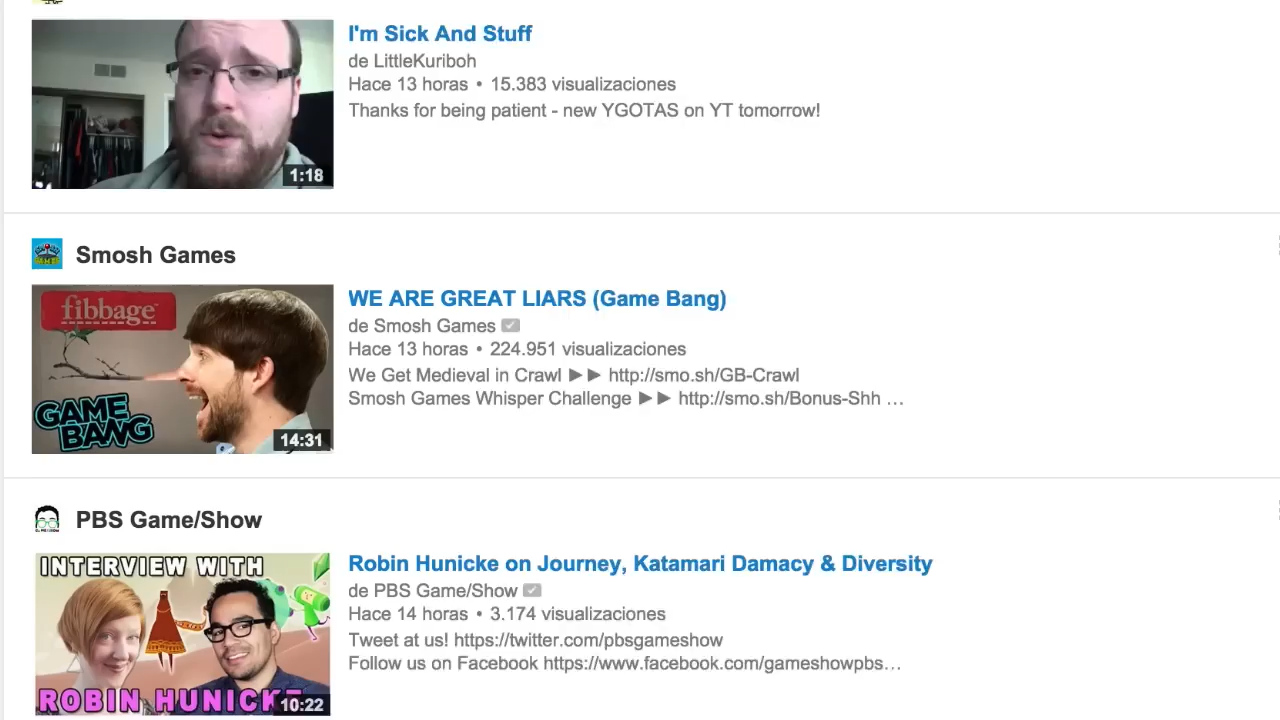 I'm Sick And Stuff
de LittleKuriboh
Hace 13 horas • 15.383 visualizaciones
Thanks for being patient - new YGOTAS on YT tomorrow!
1:18
Smosh Games
fibbage
GAME
BANG
14:31
WE ARE GREAT LIARS (Game Bang)
de Smosh Games
Hace 13 horas • 224.951 visualizaciones
We Get Medieval in Crawl ►► http://smo.sh/GB-Crawl
Smosh Games Whisper Challenge ►► http://smo.sh/Bonus-Shh …
PBS Game/Show
INTERVIEW WITH
ROBIN HUNICKE
10:22
Robin Hunicke on Journey, Katamari Damacy & Diversity
de PBS Game/Show
Hace 14 horas • 3.174 visualizaciones
Tweet at us! https://twitter.com/pbsgameshow
Follow us on Facebook https://www.facebook.com/gameshowpbs…